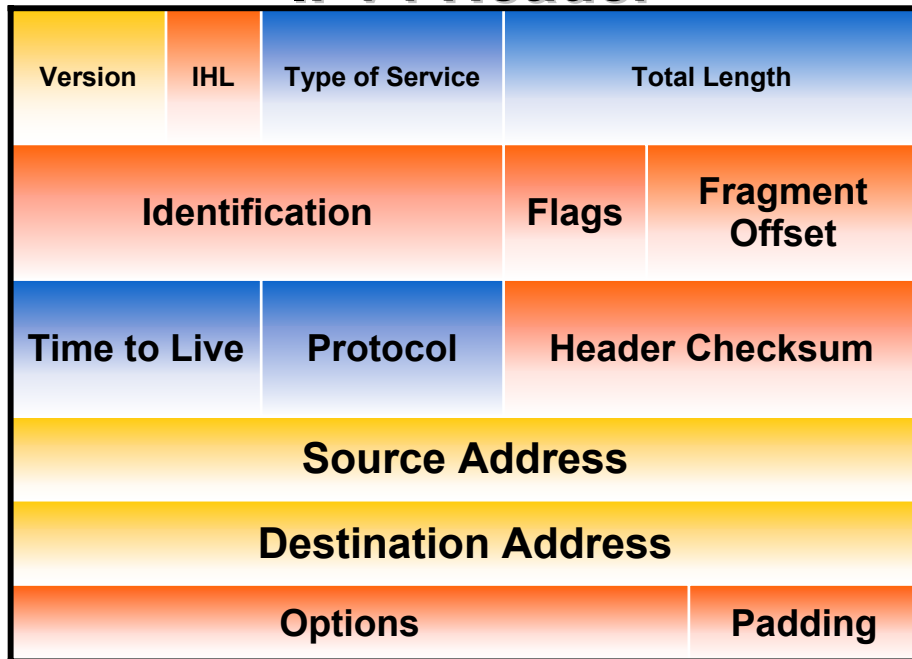 Version IHL Type of Service Total Length
Identification Flags Fragment
Offset
Time to Live Protocol Header Checksum
Source Address
Destination Address
Options Padding